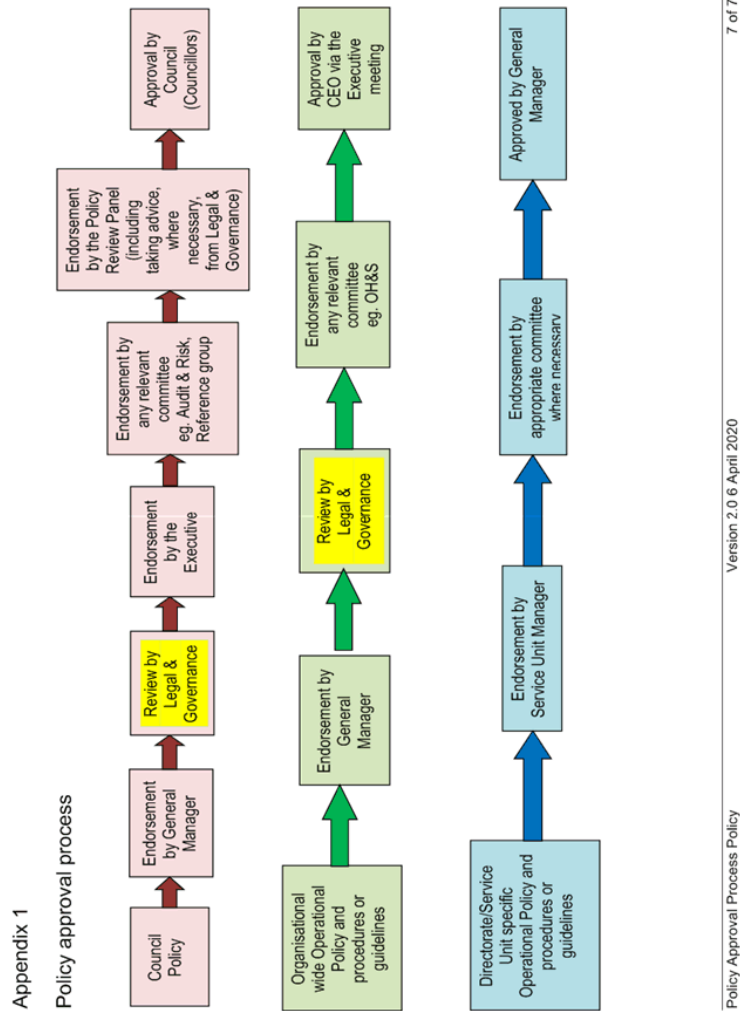 Appendix 1
Policy approval process
Council
Policy
Endorsement
by General
Manager
Review by
Legal &
Governance
Endorsement
by the
Executive
Endorsement by
any relevant
committee
eg. Audit & Risk,
Reference group
Endorsement
by the Policy
Review Panel
(including
taking advice,
where
necessary,
from Legal &
Governance)
Approval by
Council
(Councillors)
Organisational
wide Operational
Policy and
procedures or
guidelines
Endorsement by
General
Manager
Review by
Legal &
Governance
Endorsement by
any relevant
committee
eg. OH&S
Approval by
CEO via the
Executive
meeting
Directorate/Service
Unit specific
Operational Policy and
procedures or
guidelines
Endorsement by
Service Unit Manager
Endorsement by
appropriate committee
where necessary
Approved by General
Manager
Policy Approval Process Policy
Version 2.0 6 April 2020
7 of 7